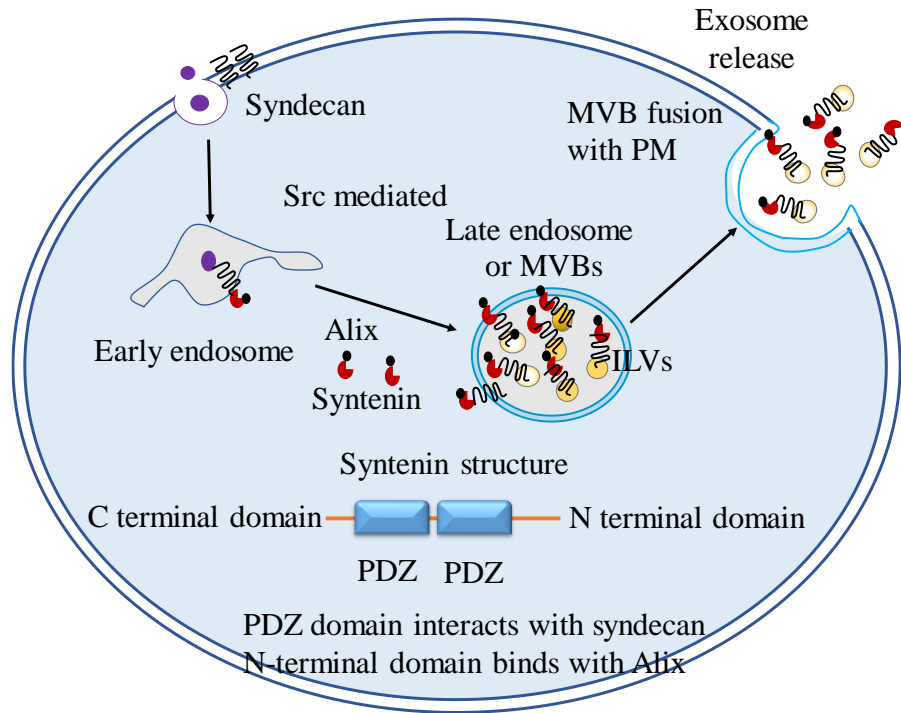 Exosome
release
Syndecan
MVB fusion
with PM
Src mediated
Late endosome
or MVBs
Early endosome
Alix
ILVs
Syntenin
Syntenin structure
C terminal domain
N terminal domain
PDZ
PDZ
PDZ domain interacts with syndecan
N-terminal domain binds with Alix